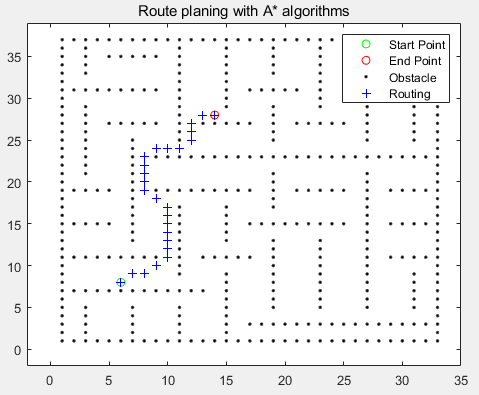 Route planing with A* algorithms
Start Point
End Point
Obstacle
Routing
35
30
25
20
15
10
5
0
0 5 10 15 20 25 30 35